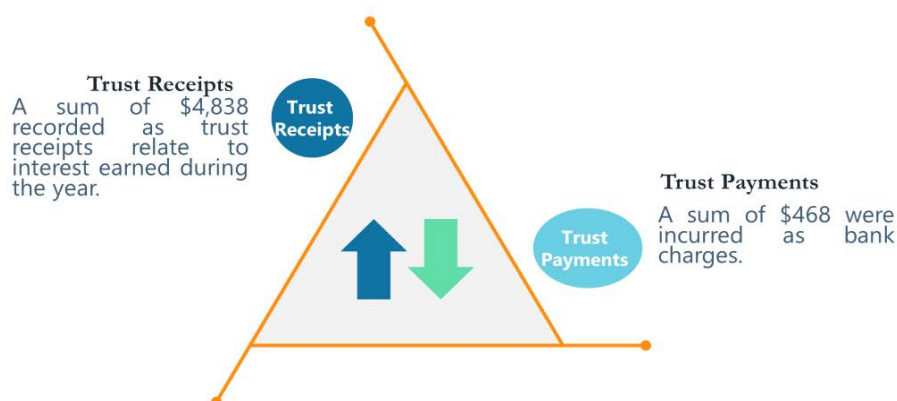 Trust Receipts
A sum of $4,838
recorded as trust
receipts relate to
interest earned during
the year.
Trust
Receipts
Trust Payments
A sum of $468 were
incurred as bank
charges.
Trust
Payments